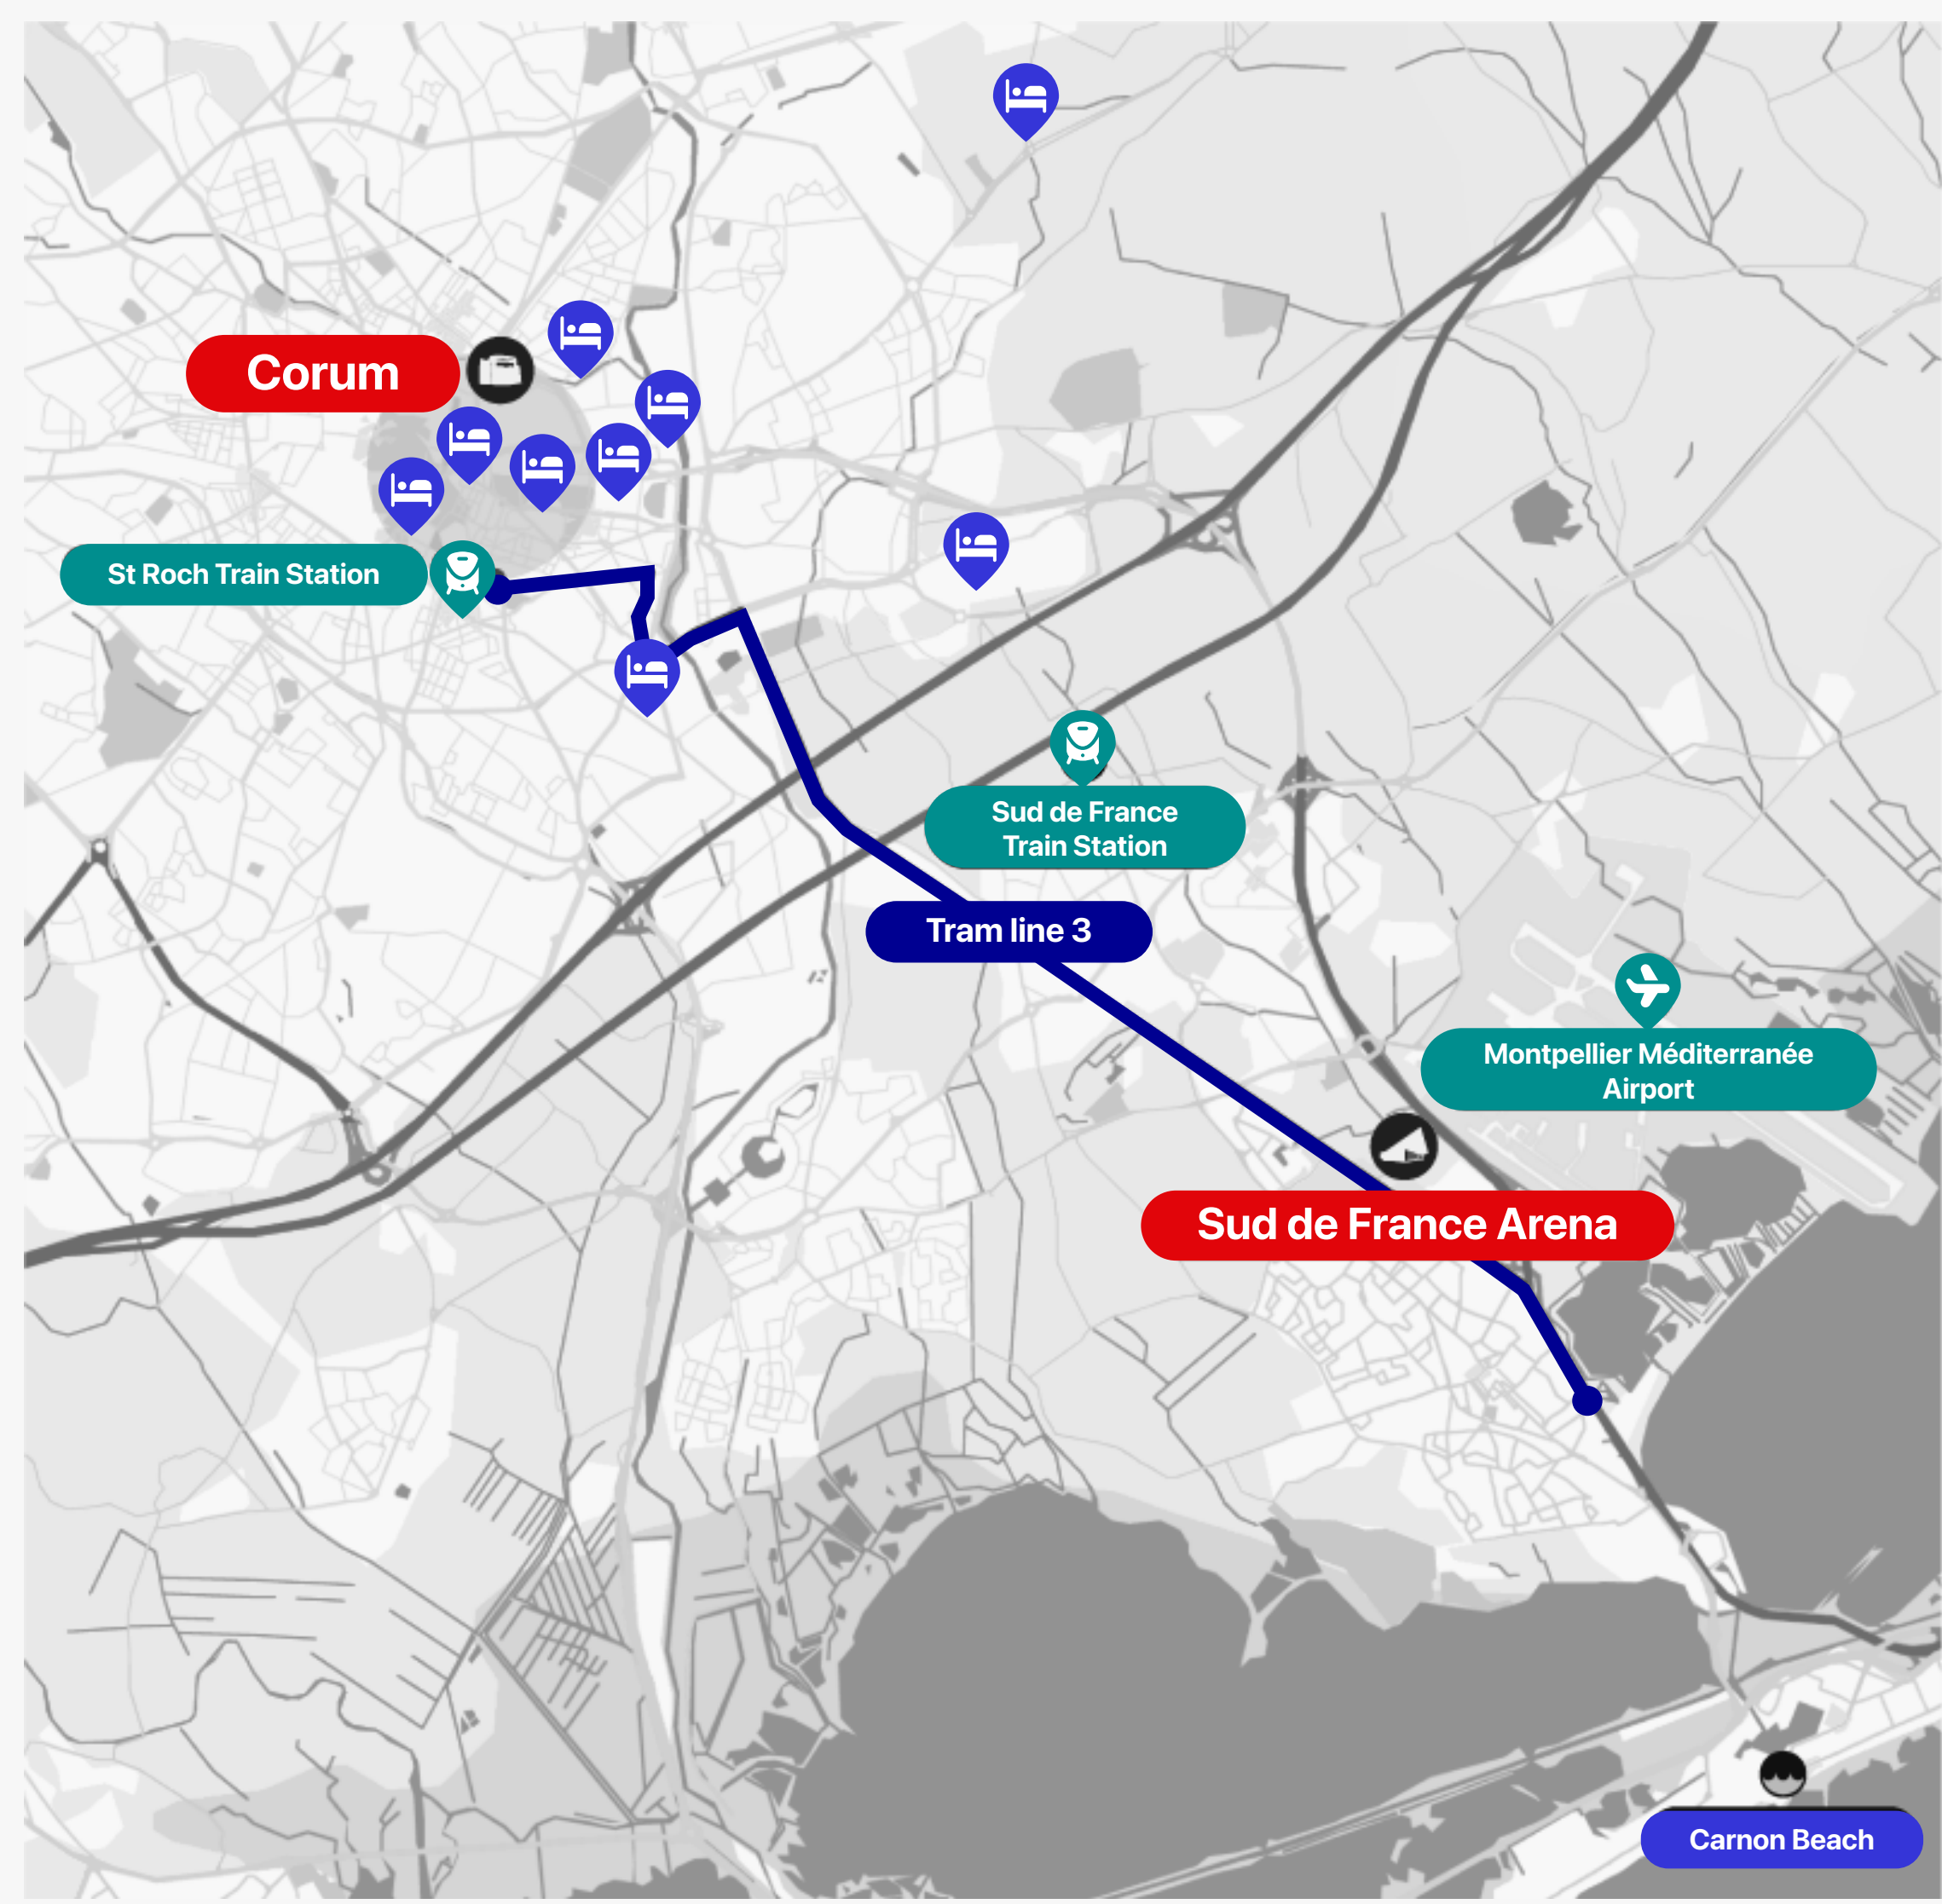 Corum
St Roch Train Station
Sud de France
Train Station
Tram line 3
Montpellier Méditerranée
Airport
Sud de France Arena
Carnon Beach